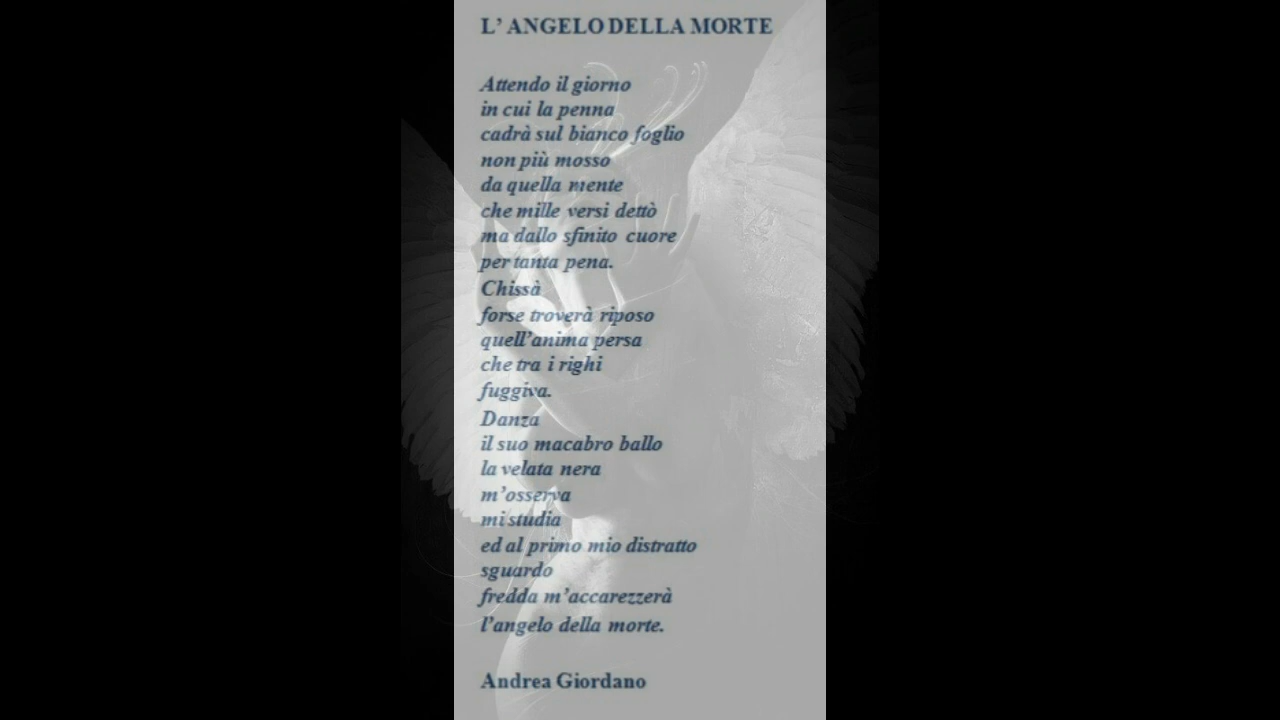 L' ANGELO DELLA MORTE
Attendo il giorno
in cui la penna
cadrà sul bianco foglio
non più mosso
da quella mente
che mille versi dettò
ma dallo sfinito cuore
per tanta pena.
Chissà
forse troverà riposo
quell'anima persa
che tra i righi
fuggiva.
Danza
il suo macabro ballo
la velata nera
m'osserva
mi studia
ed al primo mio distratto
sguardo
fredda m'accarezzerà
l'angelo della morte.
Andrea Giordano